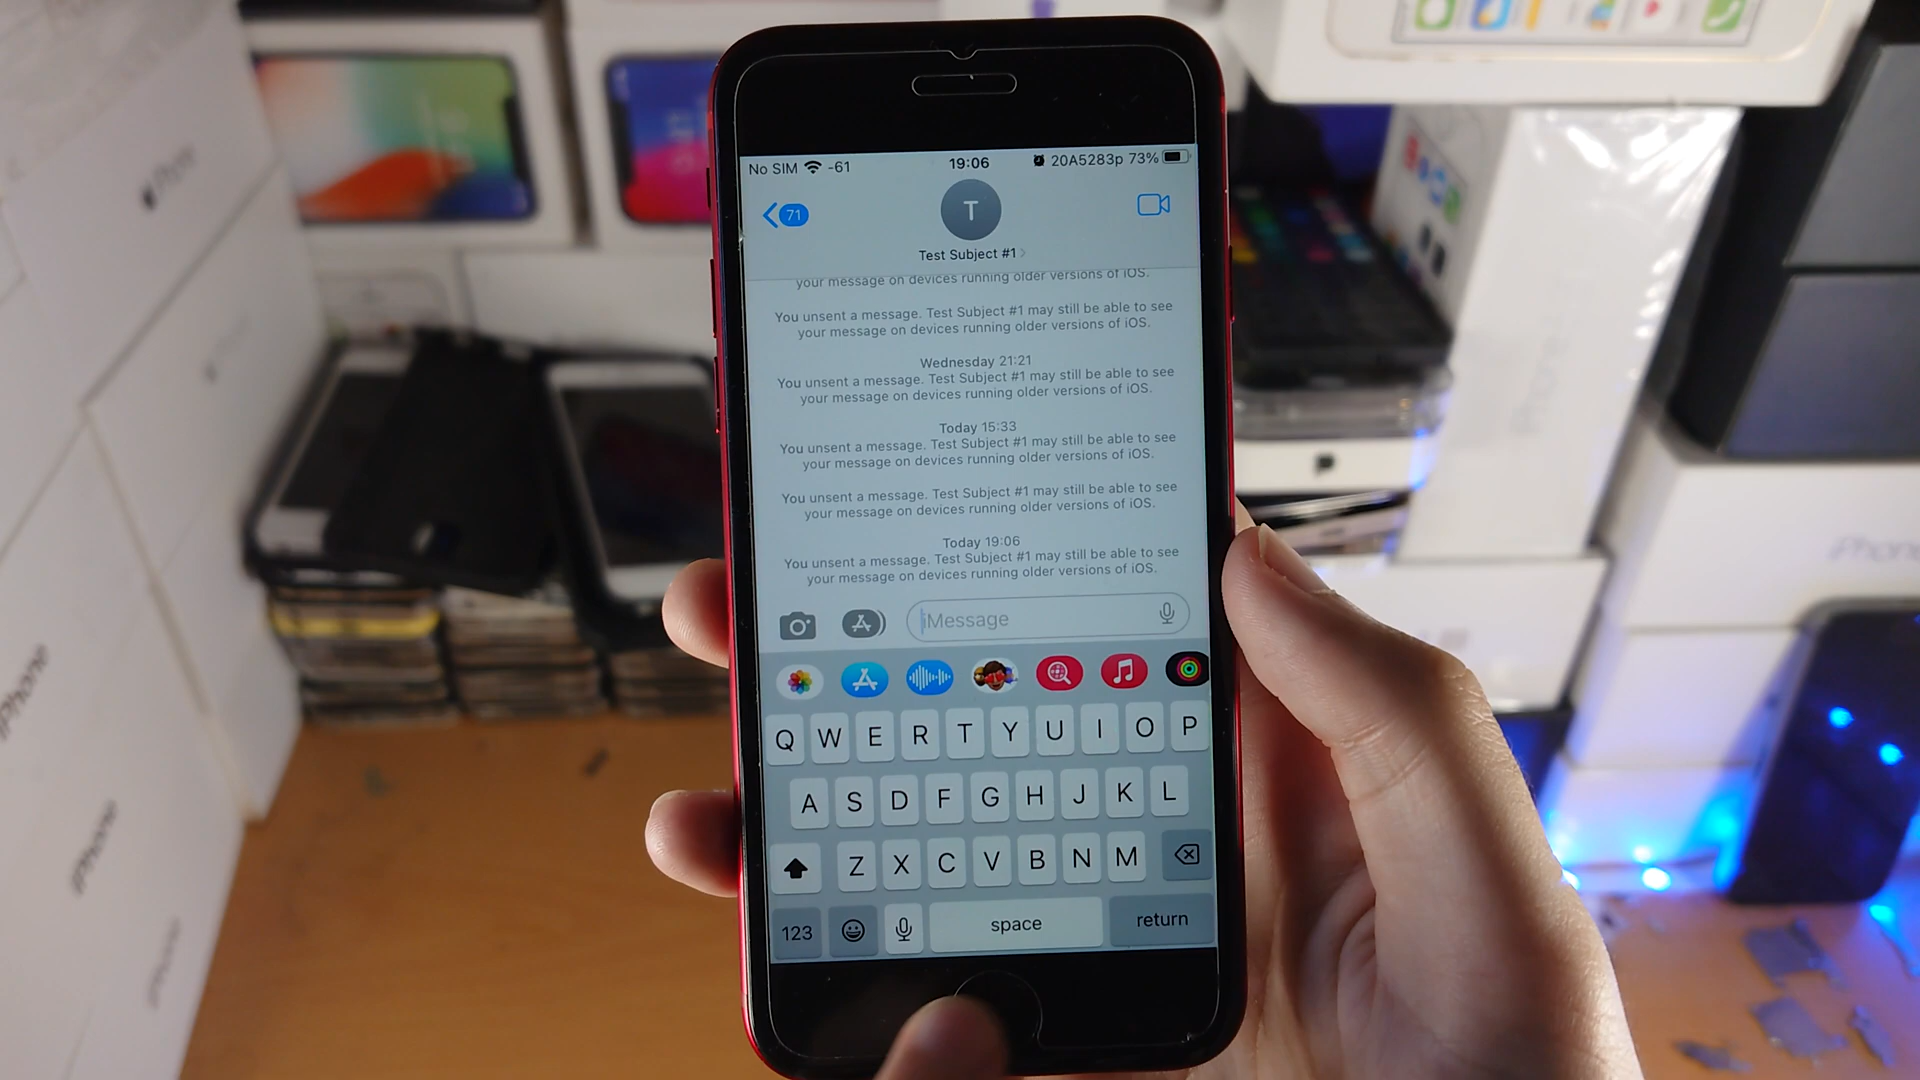 No SIM -61 19:06 20A5283p 73%
71
T
Test Subject #1
your message on devices running older versions of iOS.
You unsent a message. Test Subject #1 may still be able to see
your message on devices running older versions of iOS.
Wednesday 21:21
You unsent a message. Test Subject #1 may still be able to see
your message on devices running older versions of iOS.
Today 15:33
You unsent a message. Test Subject #1 may still be able to see
your message on devices running older versions of iOS.
You unsent a message. Test Subject #1 may still be able to see
your message on devices running older versions of iOS.
Today 19:06
You unsent a message. Test Subject #1 may still be able to see
your message on devices running older versions of iOS.
iMessage
Q W E R T Y U I O P
A S D F G H J K L
Z X C V B N M
123 space return
iPhone
iPhone
iPhone
iPhone
iPhone
iPhone